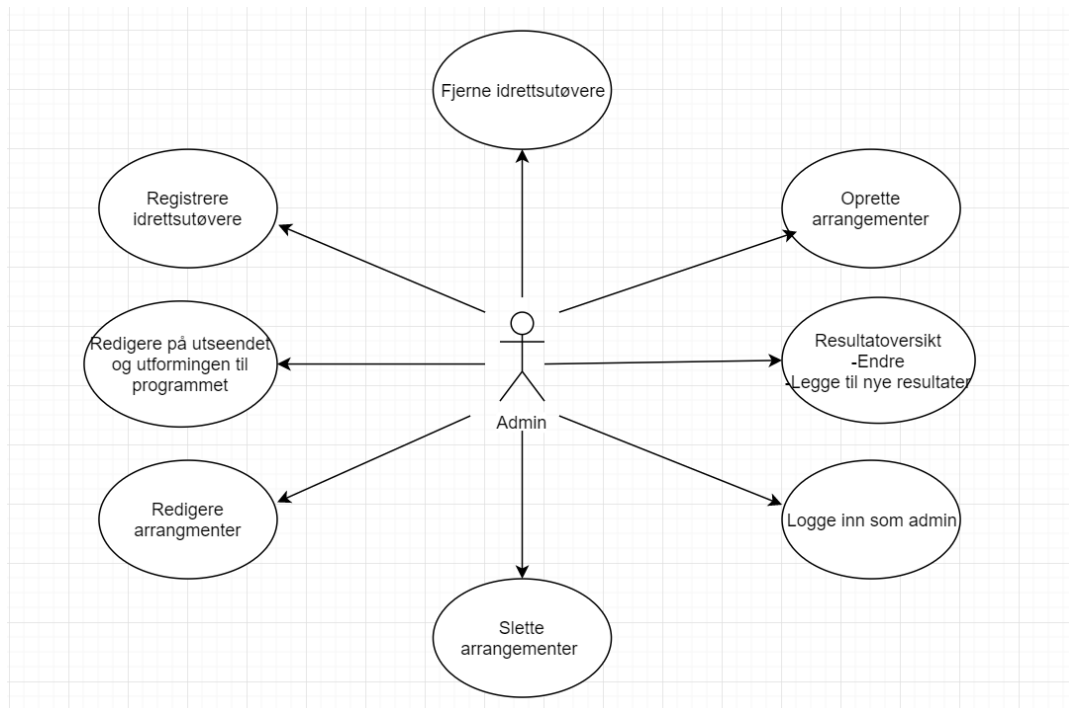 Fjerne idrettsutøvere
Registrere
idrettsutøvere
Oprette
arrangementer
Redigere på utseendet
og utformingen til
programmet
Resultatoversikt
-Endre
-Legge til nye resultater
Admin
Redigere
arrangmenter
Logge inn som admin
Slette
arrangementer